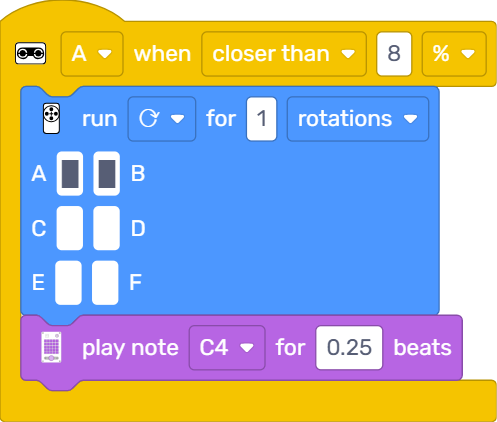 A when closer than 8 %
run for 1 rotations
A B
C D
E F
play note C4 for 0.25 beats